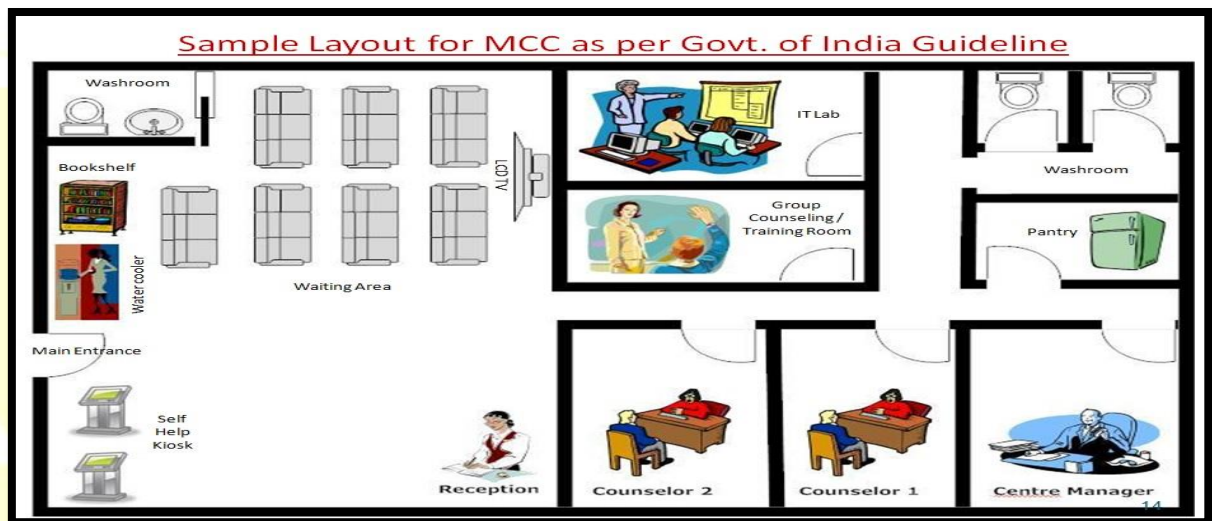 Sample Layout for MCC as per Govt. of India Guideline
Washroom
Bookshelf
Water cooler
Main Entrance
Self
Help
Kiosk
Waiting Area
LCD TV
IT Lab
Group
Counseling /
Training Room
Washroom
Pantry
Reception
Counselor 2
Counselor 1
Centre Manager
14